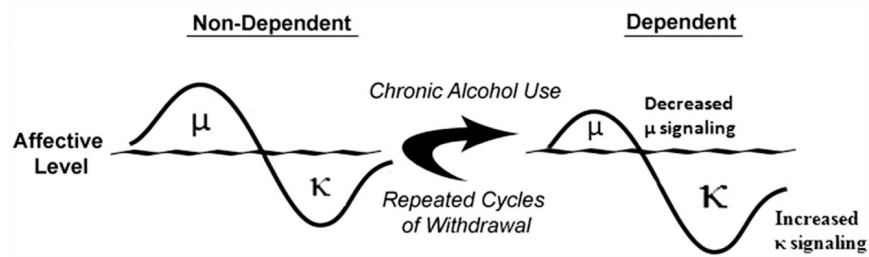 Non-Dependent
Dependent
Chronic Alcohol Use
Decreased
μ signaling
μ
μ
Affective
Level
κ
κ
Repeated Cycles
of Withdrawal
Increased
κ signaling